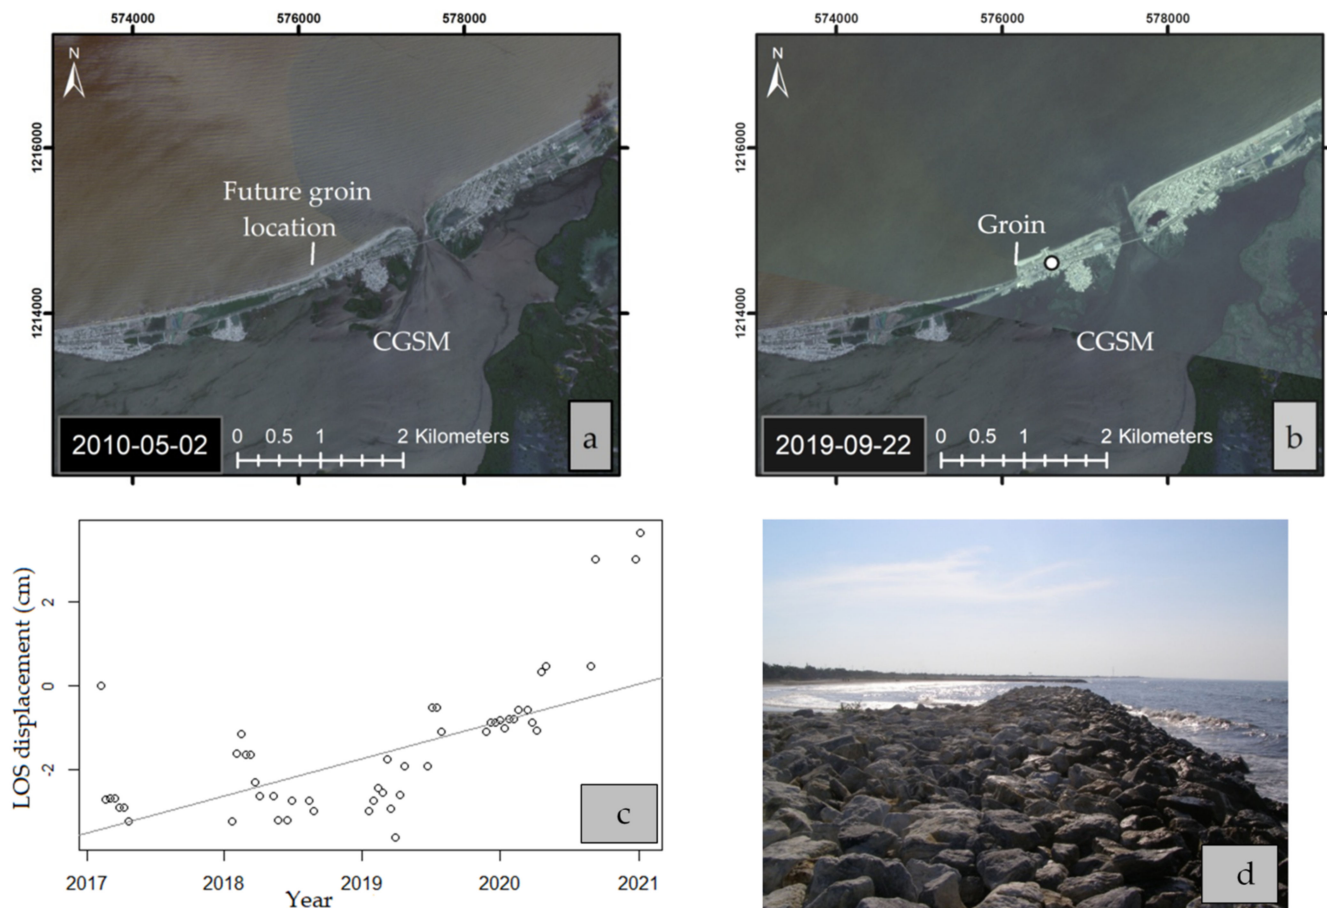 574000 576000 578000
574000 576000 578000
N
N
1216000
1216000
Future groin
location
Groin
1214000
1214000
CGSM
CGSM
2010-05-02
0 0.5 1 2 Kilometers
a
2019-09-22
0 0.5 1 2 Kilometers
b
LOS displacement (cm)
2
0
-2
c
2017 2018 2019 2020 2021
Year
d